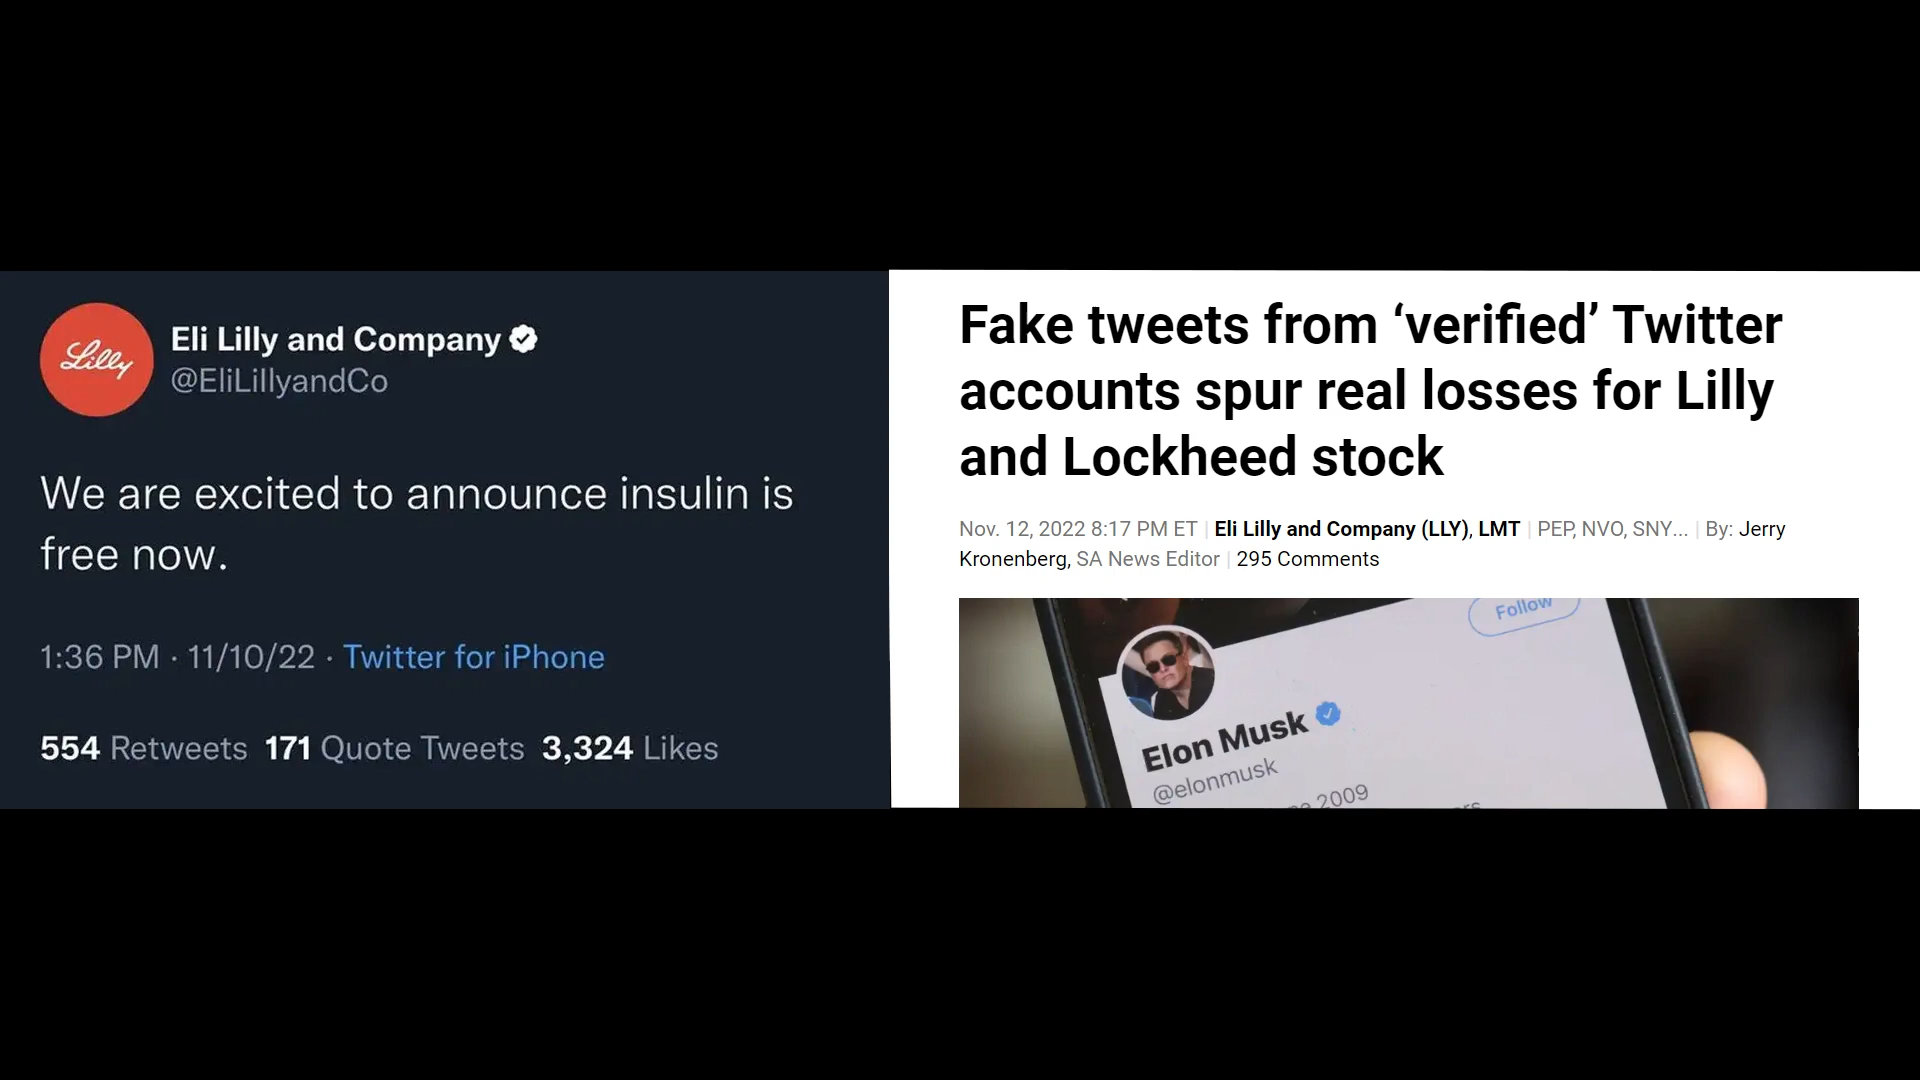 Lilly
Eli Lilly and Company
@EliLillyandCo
We are excited to announce insulin is
free now.
1:36 PM · 11/10/22 · Twitter for iPhone
554 Retweets 171 Quote Tweets 3,324 Likes
Fake tweets from ‘verified’ Twitter
accounts spur real losses for Lilly
and Lockheed stock
Nov. 12, 2022 8:17 PM ET | Eli Lilly and Company (LLY), LMT | PEP, NVO, SNY... | By: Jerry
Kronenberg, SA News Editor | 295 Comments
Follow
Elon Musk
@elonmusk
2009